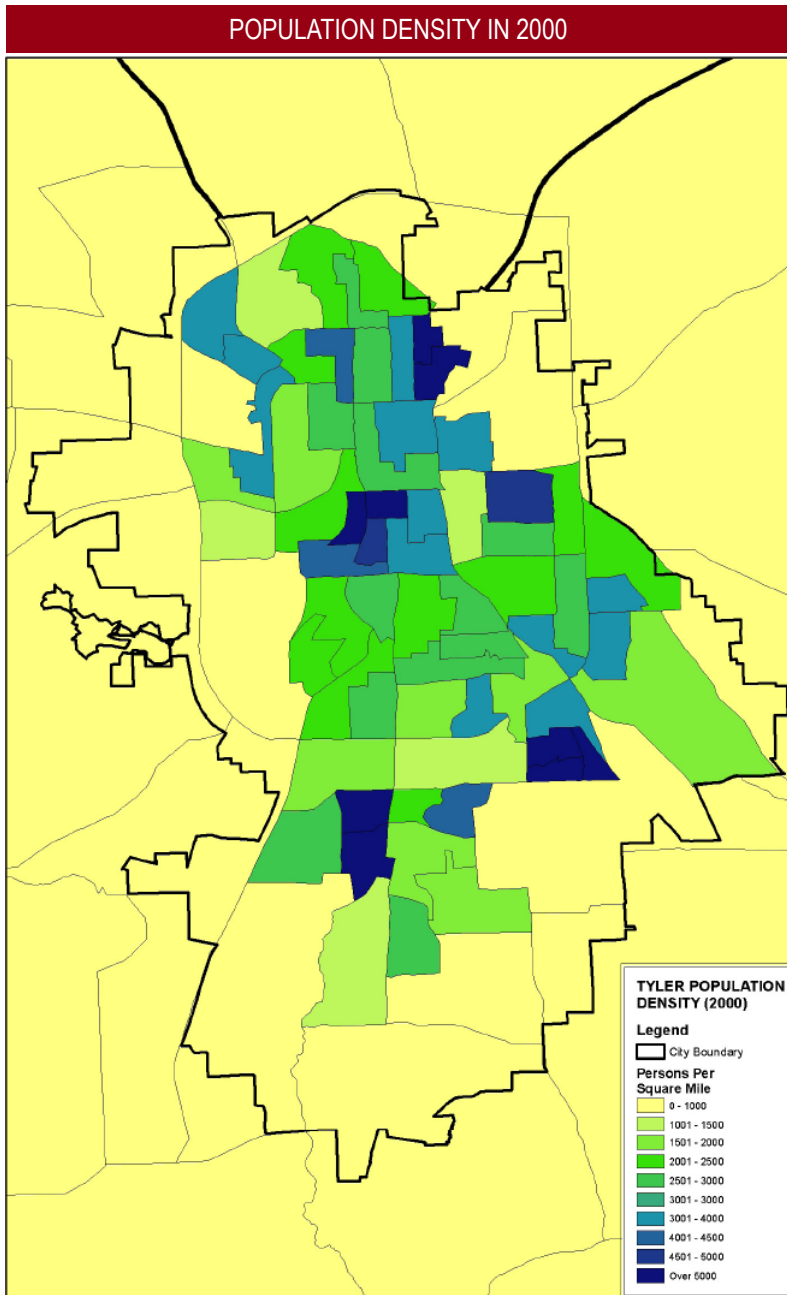 POPULATION DENSITY IN 2000
TYLER POPULATION
DENSITY (2000)
Legend
City Boundary
Persons Per
Square Mile
0 - 1000
1001 - 1500
1501 - 2000
2001 - 2500
2501 - 3000
3001 - 3000
3001 - 4000
4001 - 4500
4501 - 5000
Over 5000